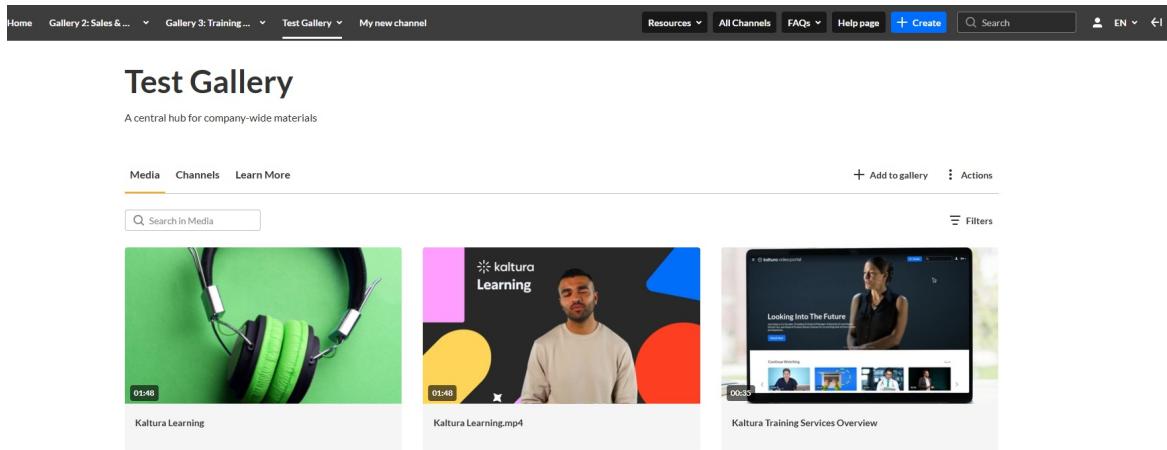 Home Gallery 2: Sales & ... Gallery 3: Training ... Test Gallery My new channel Resources All Channels FAQs Help page + Create Search EN
Test Gallery
A central hub for company-wide materials
Media Channels Learn More + Add to gallery Actions
Search in Media Filters
kaltura
Learning
Looking Into The Future
Continue Watching
01:48 01:48 00:35
Kaltura Learning Kaltura Learning.mp4 Kaltura Training Services Overview